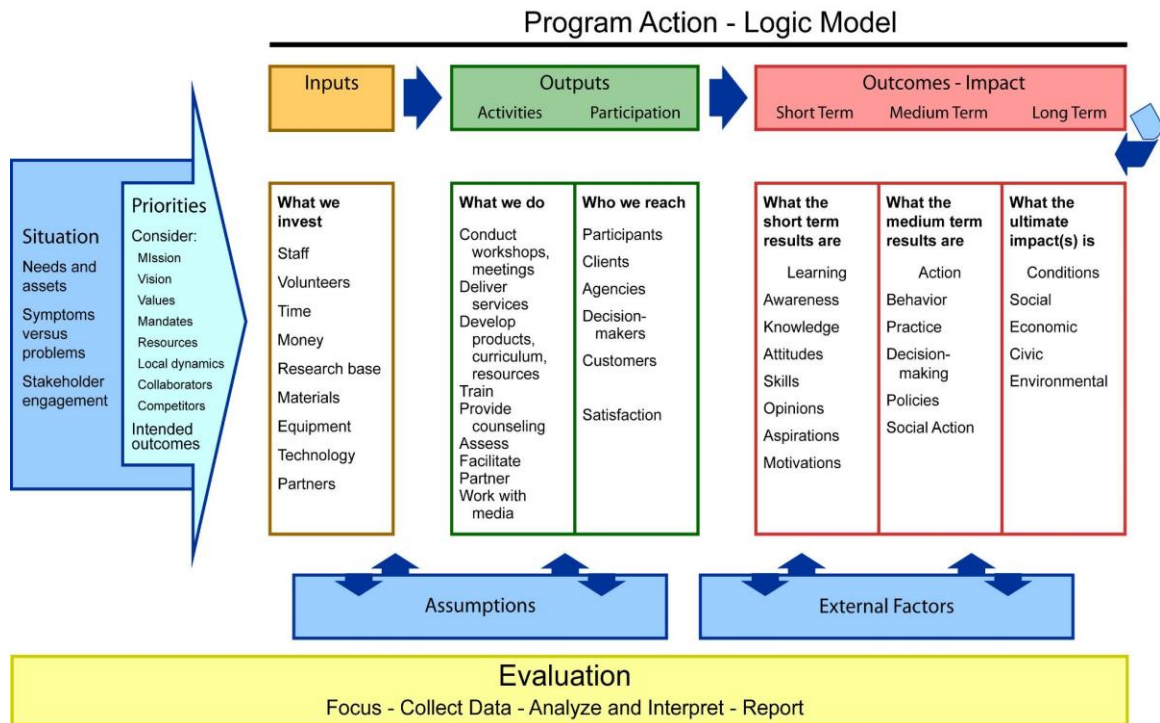 Program Action - Logic Model
Inputs
Outputs
Activities Participation
Outcomes - Impact
Short Term Medium Term Long Term
Situation
Needs and
assets
Symptoms
versus
problems
Stakeholder
engagement
Priorities
Consider:
MIssion
Vision
Values
Mandates
Resources
Local dynamics
Collaborators
Competitors
Intended
outcomes
What we
invest
Staff
Volunteers
Time
Money
Research base
Materials
Equipment
Technology
Partners
What we do
Conduct
workshops,
meetings
Deliver
services
Develop
products,
curriculum,
resources
Train
Provide
counseling
Assess
Facilitate
Partner
Work with
media
Who we reach
Participants
Clients
Agencies
Decision-
makers
Customers
Satisfaction
What the
short term
results are
Learning
Awareness
Knowledge
Attitudes
Skills
Opinions
Aspirations
Motivations
What the
medium term
results are
Action
Behavior
Practice
Decision-
making
Policies
Social Action
What the
ultimate
impact(s) is
Conditions
Social
Economic
Civic
Environmental
Assumptions
External Factors
Evaluation
Focus - Collect Data - Analyze and Interpret - Report